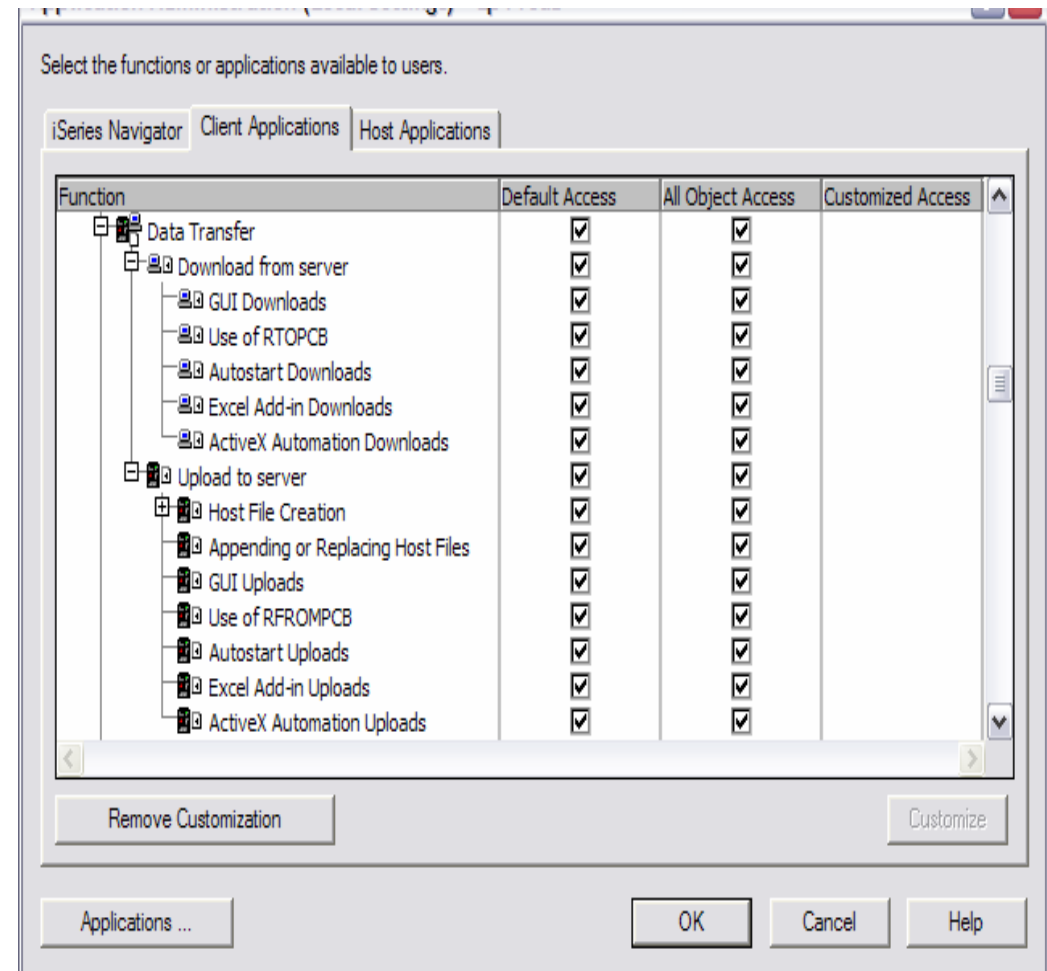 Select the functions or applications available to users.
iSeries Navigator Client Applications Host Applications
Function Default Access All Object Access Customized Access
Data Transfer
Download from server
GUI Downloads
Use of RTOPCB
Autostart Downloads
Excel Add-in Downloads
ActiveX Automation Downloads
Upload to server
Host File Creation
Appending or Replacing Host Files
GUI Uploads
Use of RFROMPCB
Autostart Uploads
Excel Add-in Uploads
ActiveX Automation Uploads
Remove Customization Customize
Applications ... OK Cancel Help